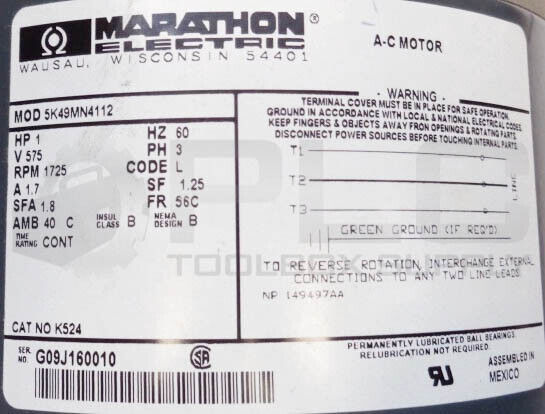 MARATHON®
ELECTRIC
WAUSAU, WISCONSIN 54401
A-C MOTOR
MOD 5K49MN4112
HP 1 HZ 60
V 575 PH 3
RPM 1725 CODE L
A 1.7 SF 1.25
SFA 1.8 FR 56C
AMB 40 C INSUL CLASS B NEMA DESIGN B
TIME RATING CONT
CAT NO K524
SER. NO. G09J160010
WARNING
TERMINAL COVER MUST BE IN PLACE FOR SAFE OPERATION.
GROUND IN ACCORDANCE WITH LOCAL & NATIONAL ELECTRICAL CODES
KEEP FINGERS & OBJECTS AWAY FROM OPENINGS & ROTATING PARTS
DISCONNECT POWER SOURCES BEFORE TOUCHING INTERNAL PARTS
T1
T2
T3
LINE
GREEN GROUND (IF REQ'D)
TO REVERSE ROTATION, INTERCHANGE EXTERNAL
CONNECTIONS TO ANY TWO LINE LEADS.
NP 149497AA
PERMANENTLY LUBRICATED BALL BEARINGS.
RELUBRICATION NOT REQUIRED.
ASSEMBLED IN
MEXICO
PLC